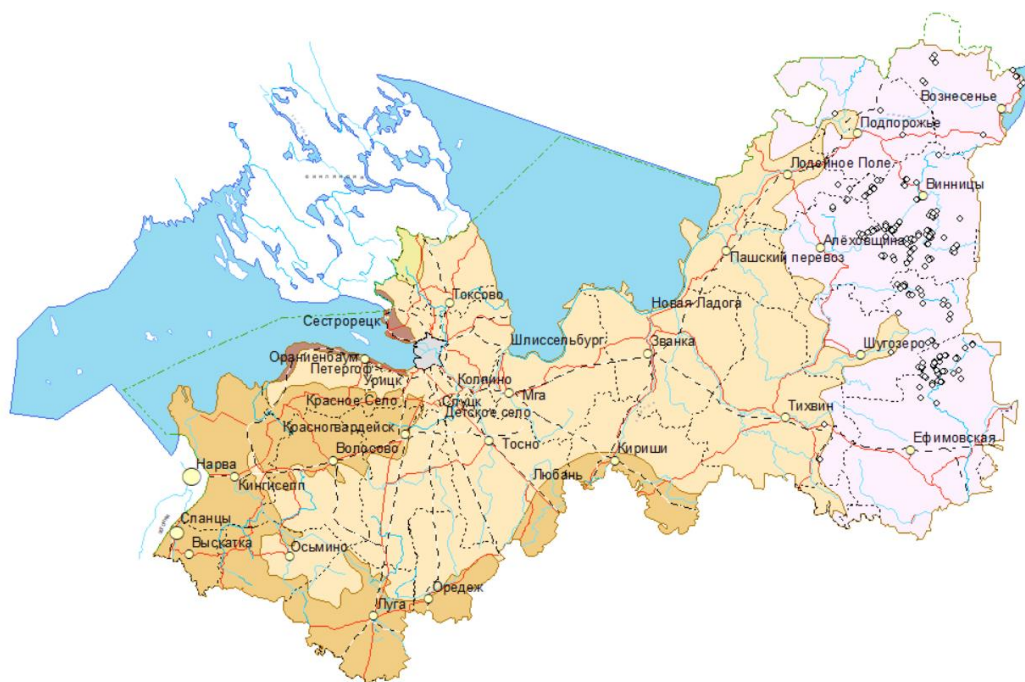 Вознесенье
Подпорожье
Лодейное Поле
Винницы
Алёховщина
Пашский перевоз
Токсово
Новая Ладога
Сестрорецк
Шлиссельбург
Званка
Шугозеро
Ораниенбаум
Петергоф
Урицк
Колпино
Мга
Красное Село
Слуцк
Детское село
Тихвин
Красногвардейск
Тосно
Ефимовская
Волосово
Кириши
Нарва
Любань
Кингисепп
Сланцы
Выскатка
Осьмино
Оредеж
Луга